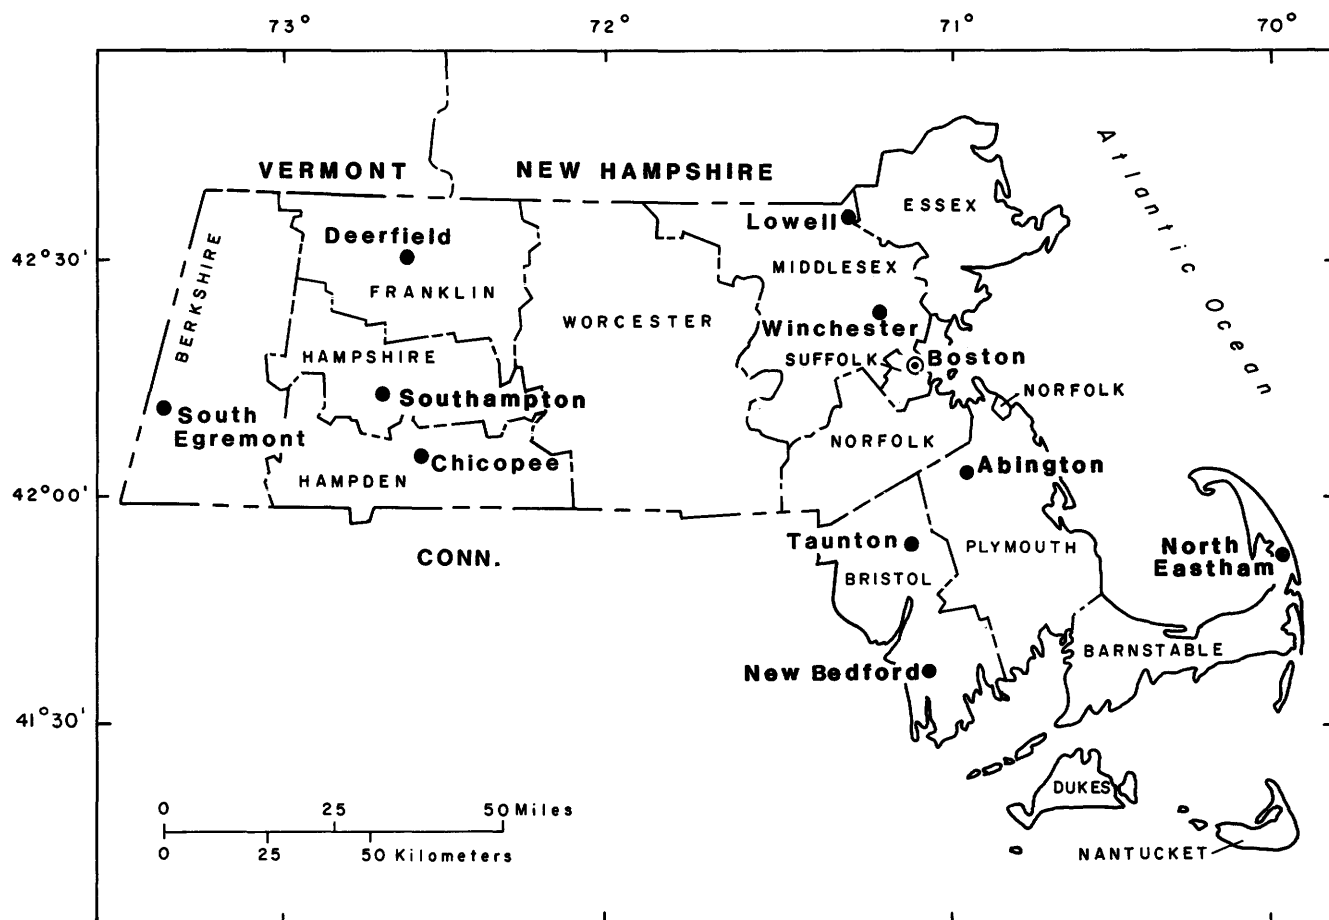 73° 72° 71° 70°
Atlantic Ocean
VERMONT NEW HAMPSHIRE
ESSEX
Lowell
Deerfield
42°30'
MIDDLESEX
BERKSHIRE
FRANKLIN
WORCESTER
Winchester
HAMPSHIRE
SUFFOLK Boston
NORFOLK
Southampton
South
Egremont
NORFOLK
Chicopee
Abington
HAMPDEN
42°00'
Taunton
PLYMOUTH
North
Eastham
CONN.
BRISTOL
BARNSTABLE
New Bedford
41°30'
DUKES
0 25 50 Miles
0 25 50 Kilometers
NANTUCKET